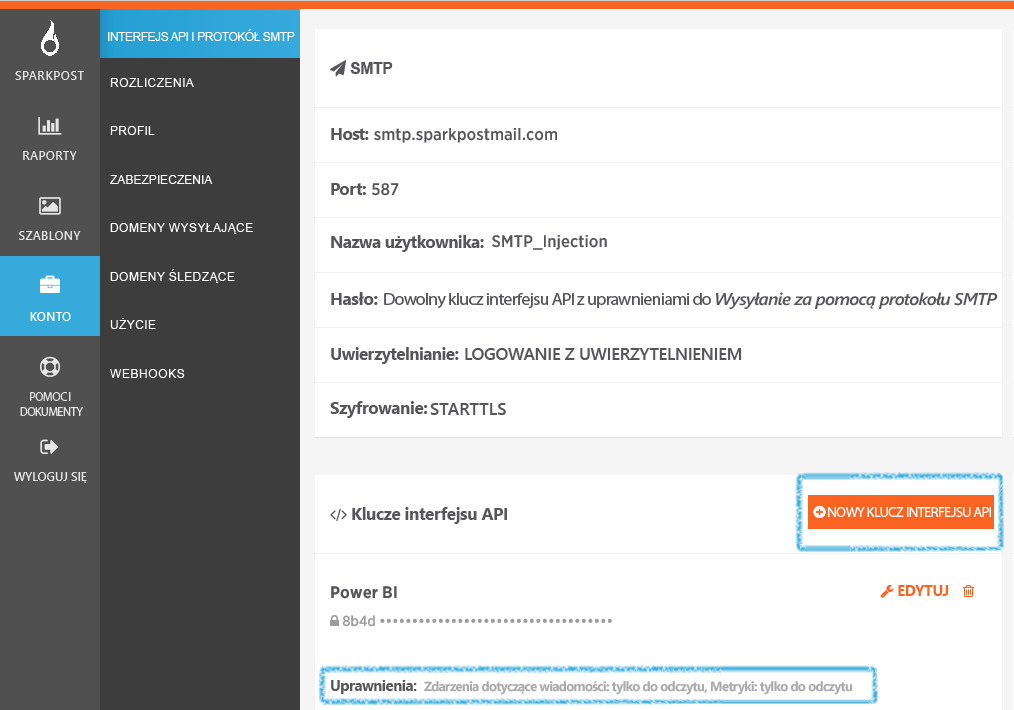 SPARKPOST
RAPORTY
SZABLONY
KONTO
POMOC I
DOKUMENTY
WYLOGUJ SIĘ
INTERFEJS API I PROTOKÓŁ SMTP
ROZLICZENIA
PROFIL
ZABEZPIECZENIA
DOMENY WYSYŁAJĄCE
DOMENY ŚLEDZĄCE
UŻYCIE
WEBHOOKS
SMTP
Host: smtp.sparkpostmail.com
Port: 587
Nazwa użytkownika: SMTP_Injection
Hasło: Dowolny klucz interfejsu API z uprawnieniami do Wysyłanie za pomocą protokołu SMTP
Uwierzytelnianie: LOGOWANIE Z UWIERZYTELNIENIEM
Szyfrowanie: STARTTLS
</> Klucze interfejsu API
NOWY KLUCZ INTERFEJSU API
Power BI
EDYTUJ
8b4d ••••••••••••••••••••••••••••••••••••
Uprawnienia: Zdarzenia dotyczące wiadomości: tylko do odczytu, Metryki: tylko do odczytu